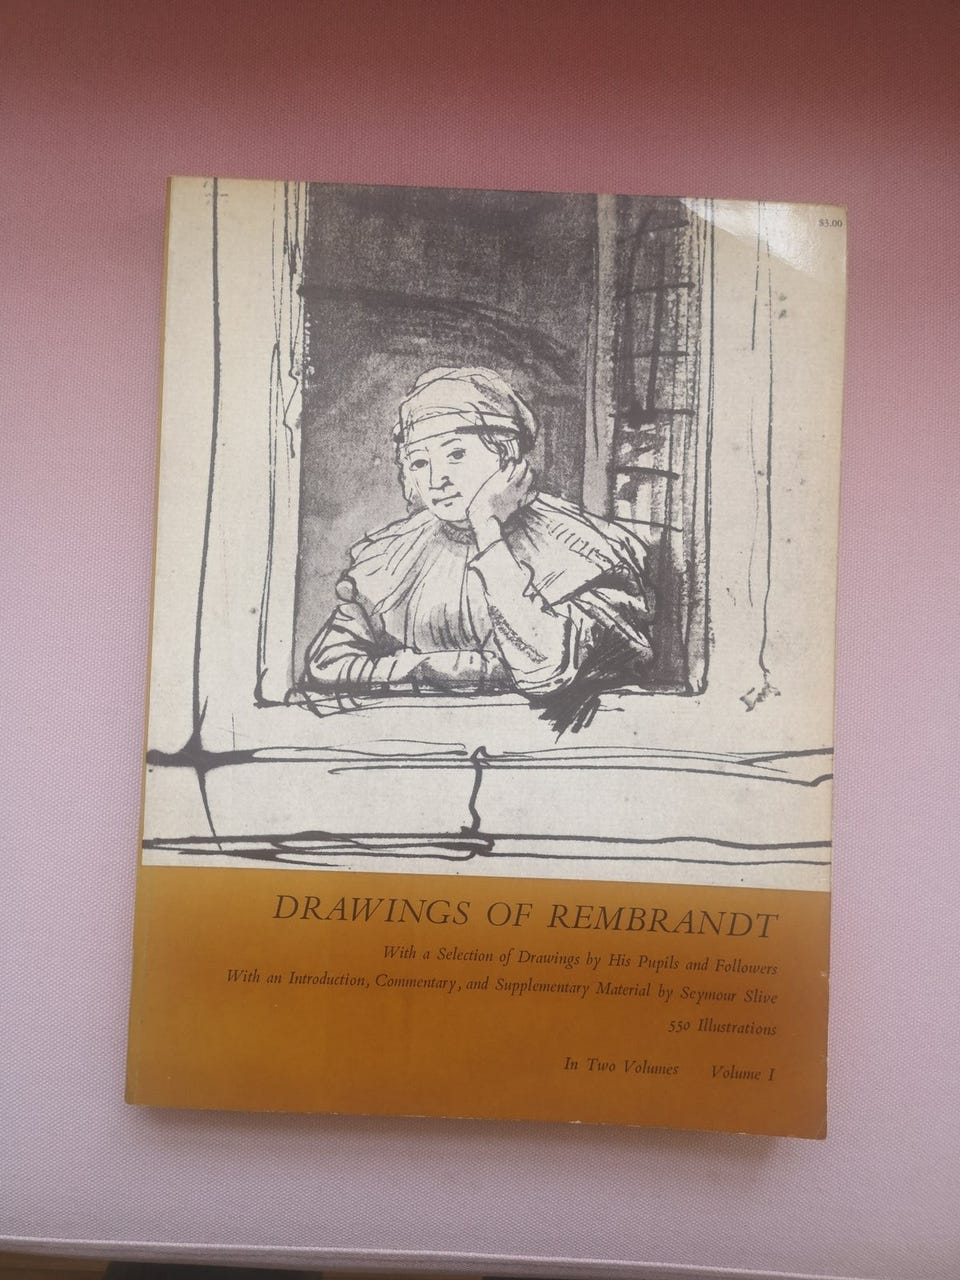 $3.00
DRAWINGS OF REMBRANDT
With a Selection of Drawings by His Pupils and Followers
With an Introduction, Commentary, and Supplementary Material by Seymour Slive
550 Illustrations
In Two Volumes Volume I